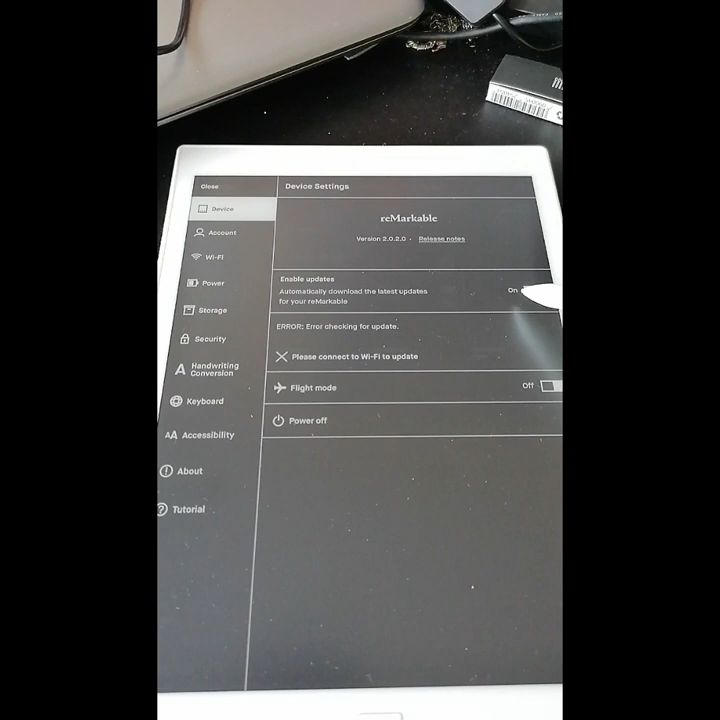 Close
Device Settings
Device
Account
Wi-Fi
Power
Storage
Security
Handwriting
Conversion
Keyboard
Accessibility
About
Tutorial
reMarkable
Version 2.0.2.0 · Release notes
Enable updates
Automatically download the latest updates
for your reMarkable
On
ERROR: Error checking for update.
Please connect to Wi-Fi to update
Flight mode
Off
Power off